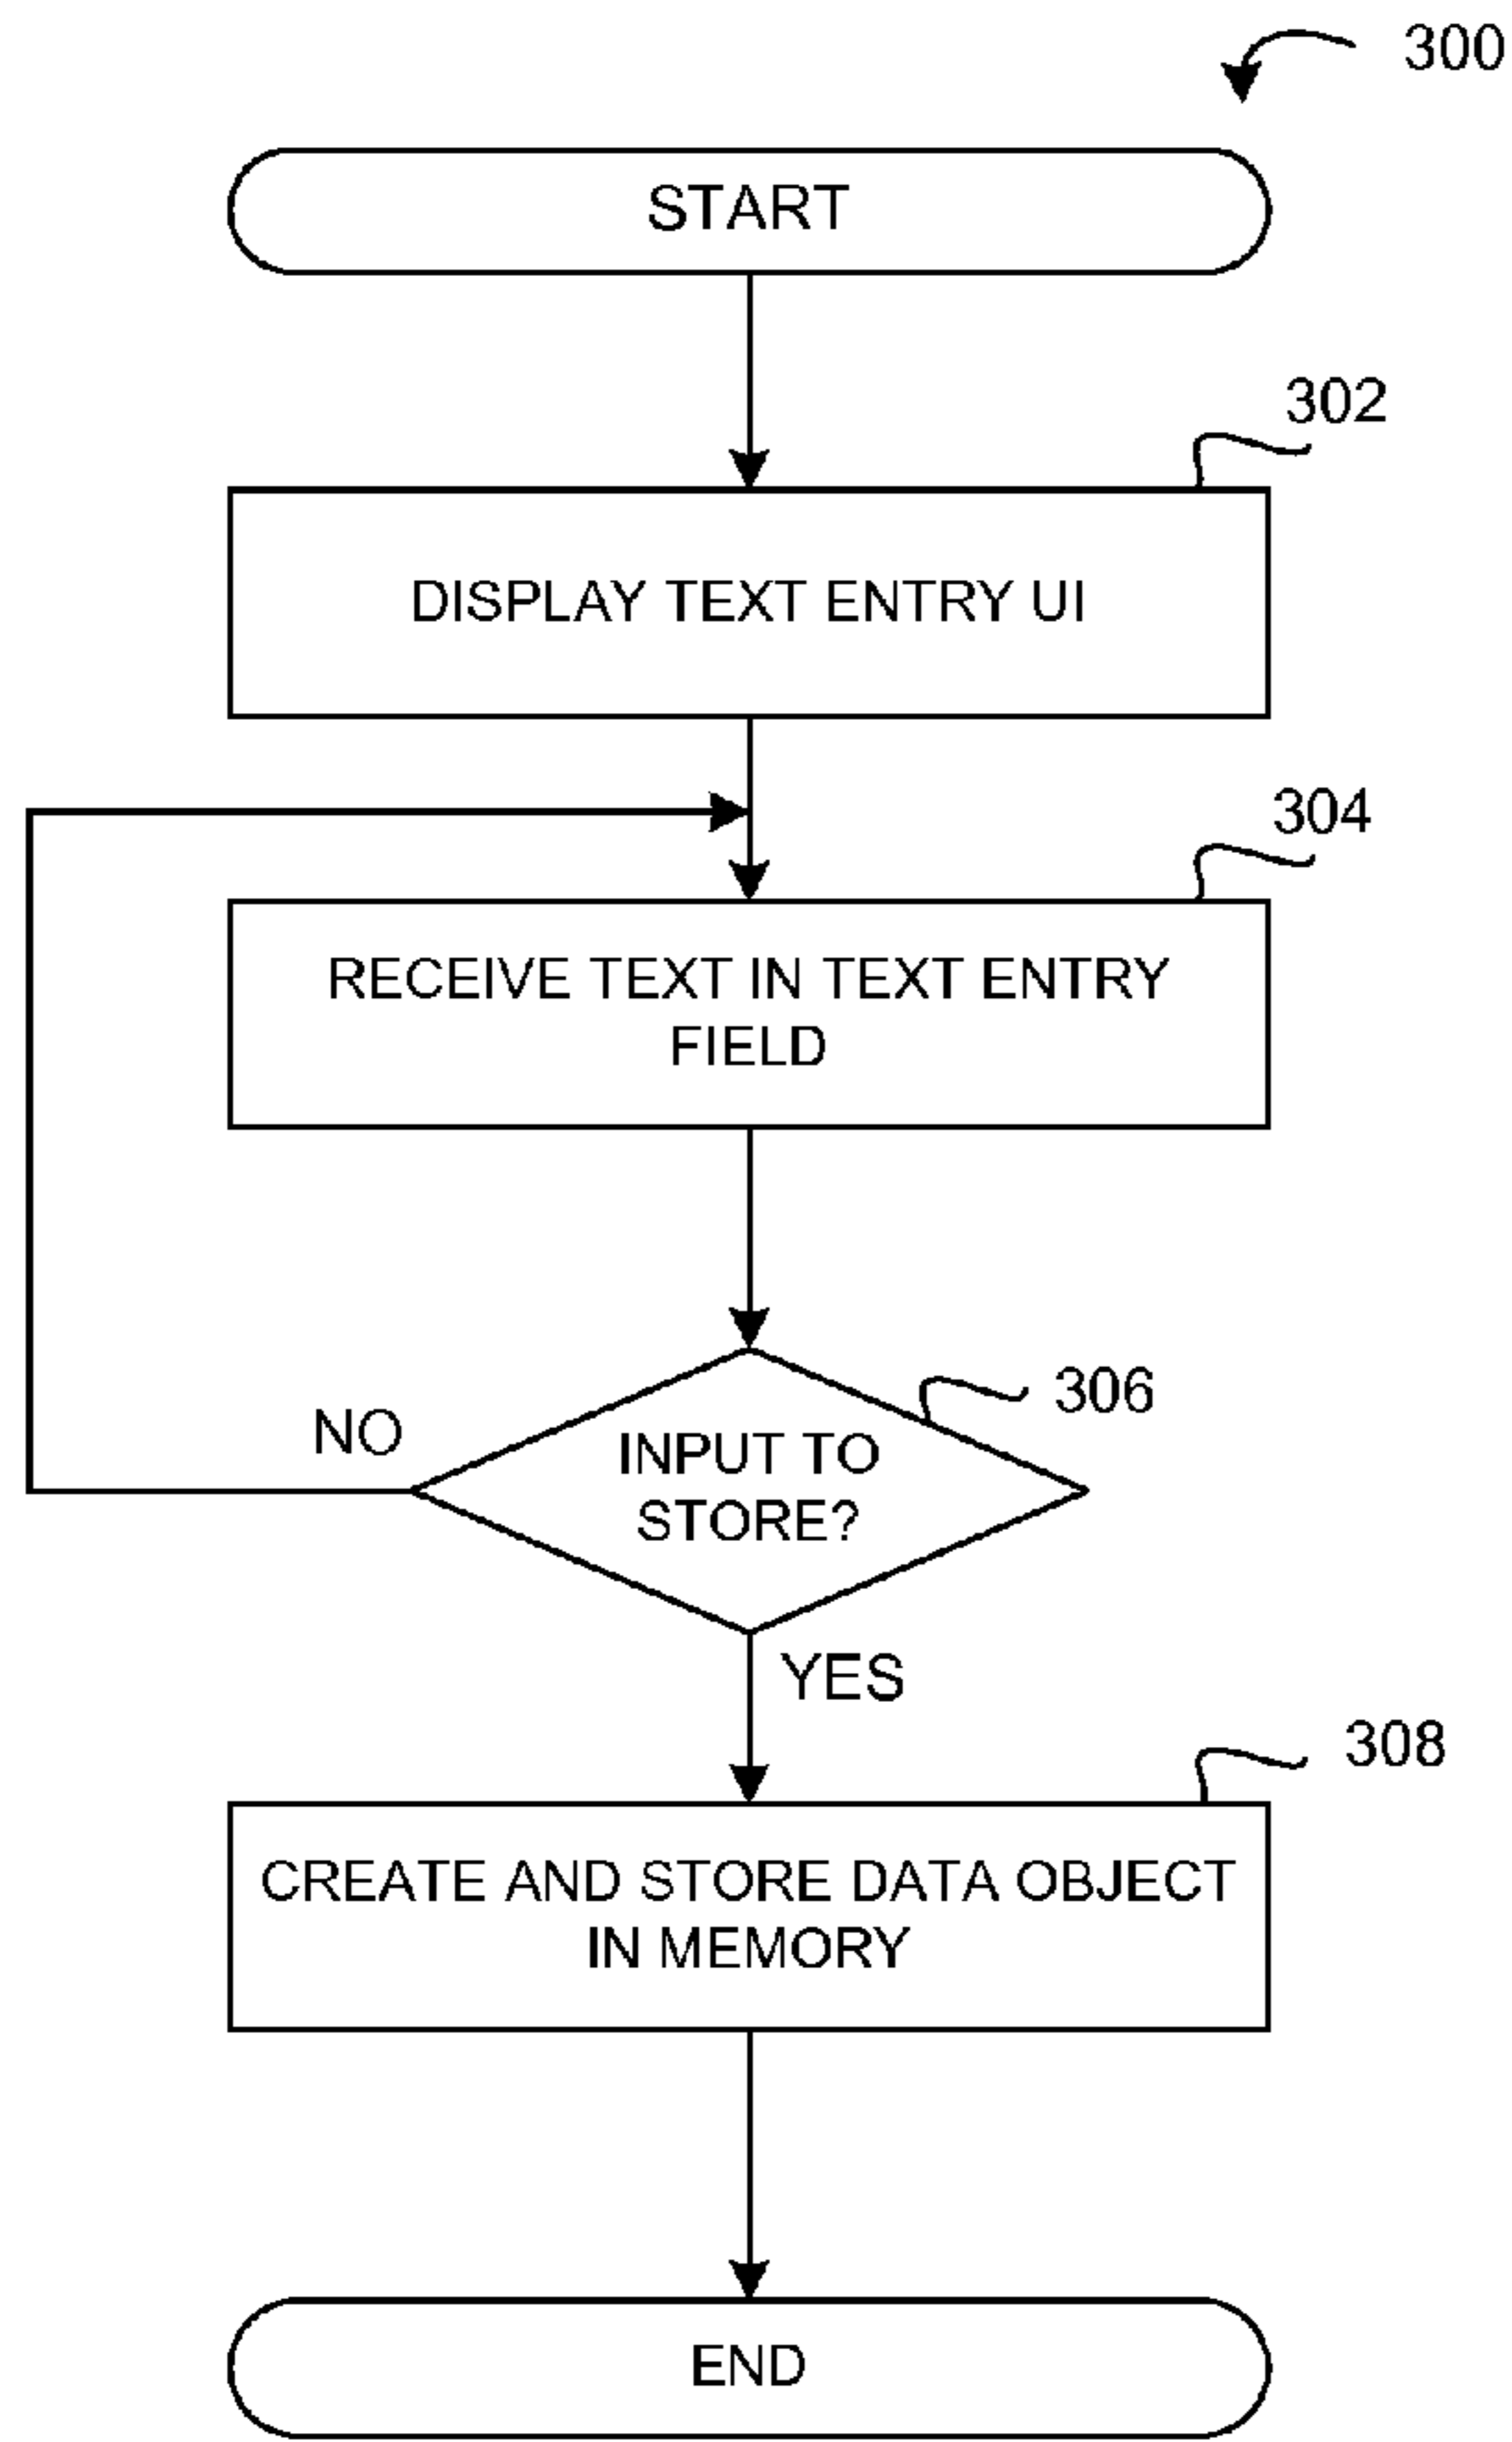 300
START
302
DISPLAY TEXT ENTRY UI
304
RECEIVE TEXT IN TEXT ENTRY
FIELD
306
NO
INPUT TO
STORE?
YES
308
CREATE AND STORE DATA OBJECT
IN MEMORY
END